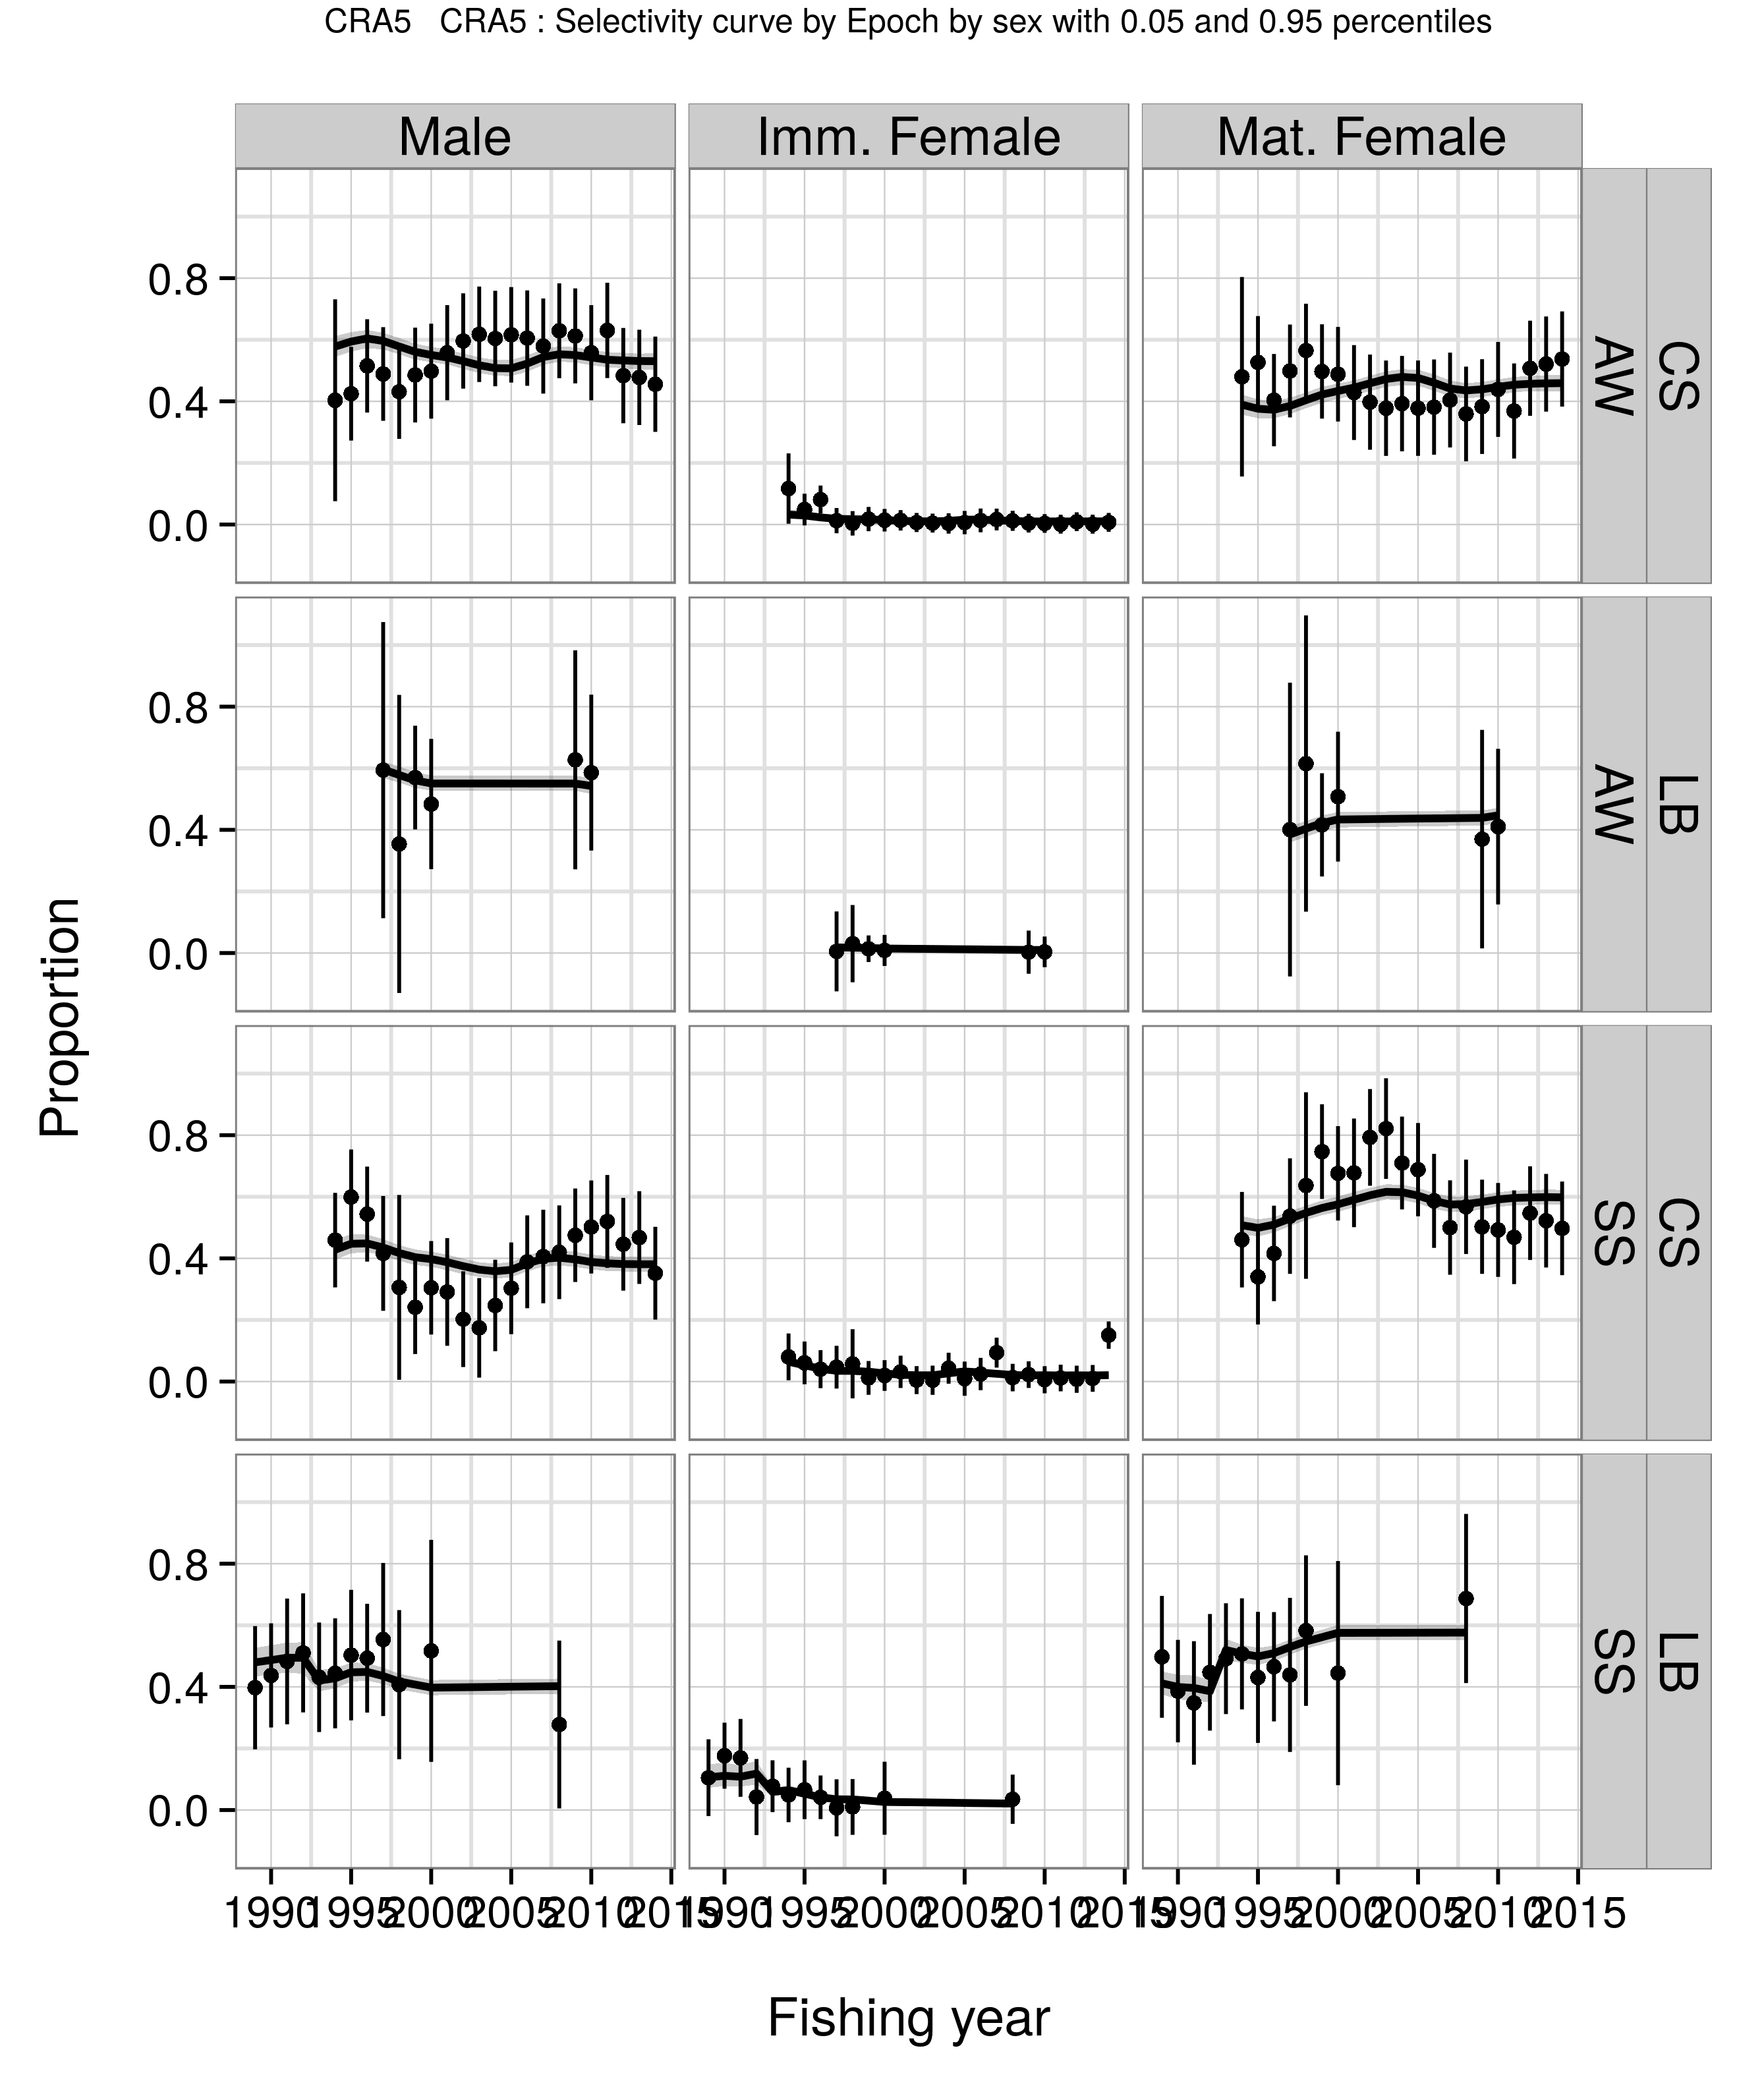 CRA5 CRA5 : Selectivity curve by Epoch by sex with 0.05 and 0.95 percentiles
Male Imm. Female Mat. Female
0.8
0.4
0.0
CS
AW
0.8
0.4
0.0
LB
AW
Proportion
0.8
0.4
0.0
CS
SS
0.8
0.4
0.0
LB
SS
1990 1995 2000 2005 2010 2015 1990 1995 2000 2005 2010 2015 1990 1995 2000 2005 2010 2015
Fishing year